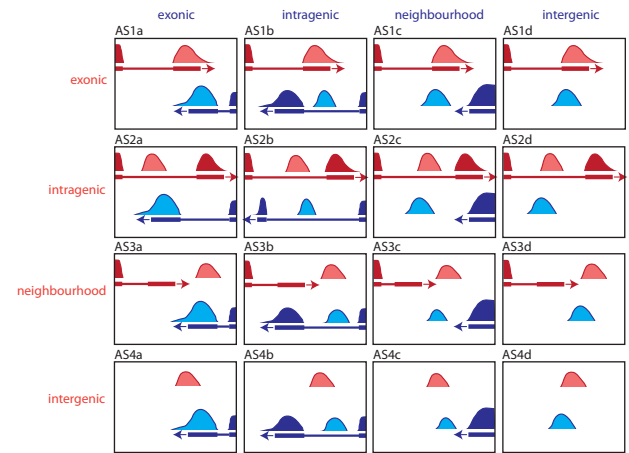 exonic intragenic neighbourhood intergenic
AS1a AS1b AS1c AS1d
exonic
AS2a AS2b AS2c AS2d
intragenic
AS3a AS3b AS3c AS3d
neighbourhood
AS4a AS4b AS4c AS4d
intergenic